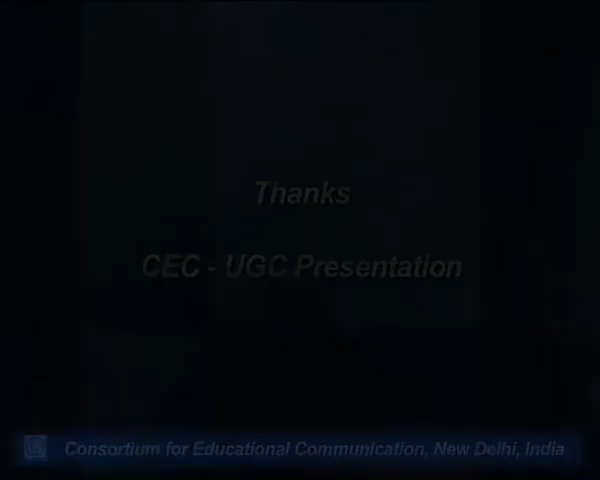 Thanks
CEC - UGC Presentation
Consortium for Educational Communication, New Delhi, India